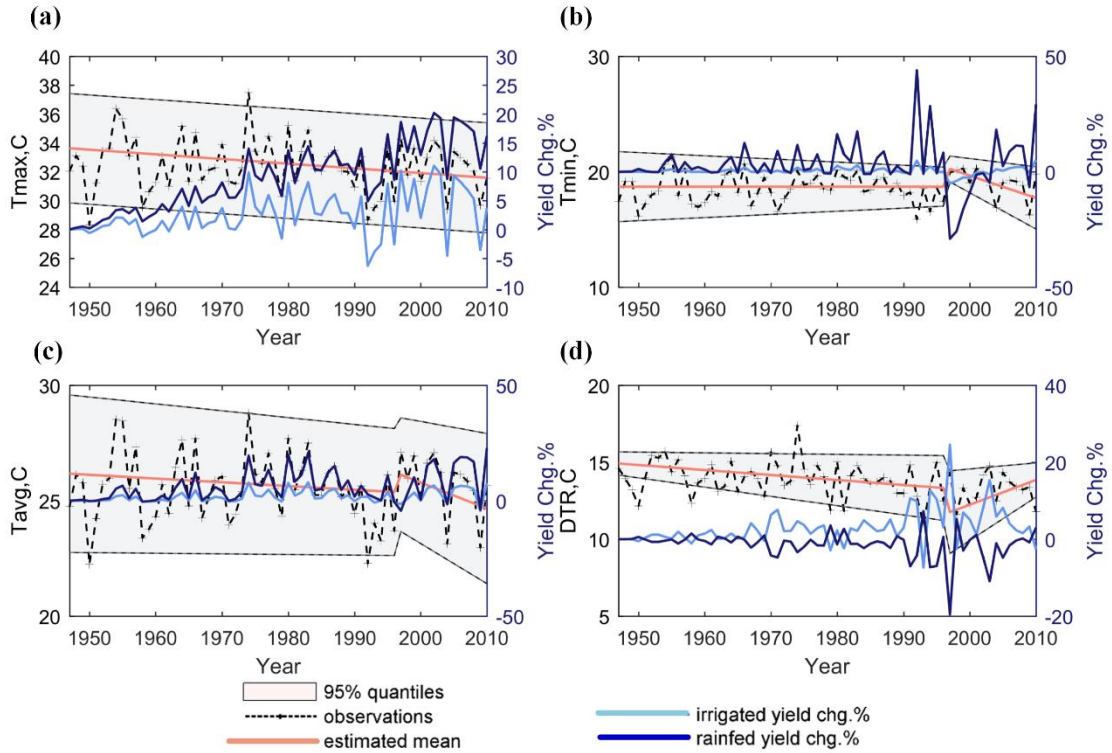 (a)
40
38
36
34
32
30
28
26
24
Tmax,C
30
25
20
15
10
5
0
-5
-10
Yield Chg.%
1950 1960 1970 1980 1990 2000 2010
Year
(b)
30
20
10
Tmin,C
50
0
-50
Yield Chg.%
1950 1960 1970 1980 1990 2000 2010
Year
(c)
30
25
20
Tavg,C
50
0
-50
Yield Chg.%
1950 1960 1970 1980 1990 2000 2010
Year
(d)
20
15
10
5
DTR,C
40
20
0
-20
Yield Chg.%
1950 1960 1970 1980 1990 2000 2010
Year
95% quantiles
observations
estimated mean
irrigated yield chg.%
rainfed yield chg.%